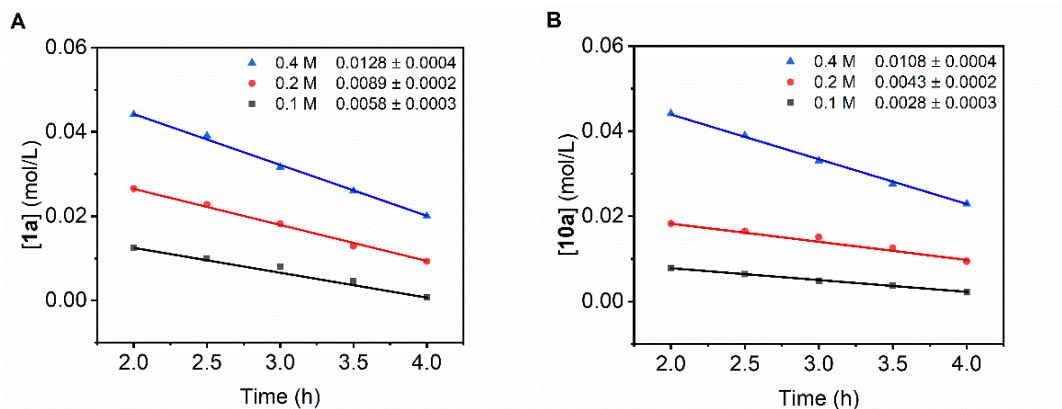 A
0.06
0.04
0.02
0.00
[1a] (mol/L)
0.4 M 0.0128 ± 0.0004
0.2 M 0.0089 ± 0.0002
0.1 M 0.0058 ± 0.0003
2.0 2.5 3.0 3.5 4.0
Time (h)
B
0.06
0.04
0.02
0.00
[10a] (mol/L)
0.4 M 0.0108 ± 0.0004
0.2 M 0.0043 ± 0.0002
0.1 M 0.0028 ± 0.0003
2.0 2.5 3.0 3.5 4.0
Time (h)